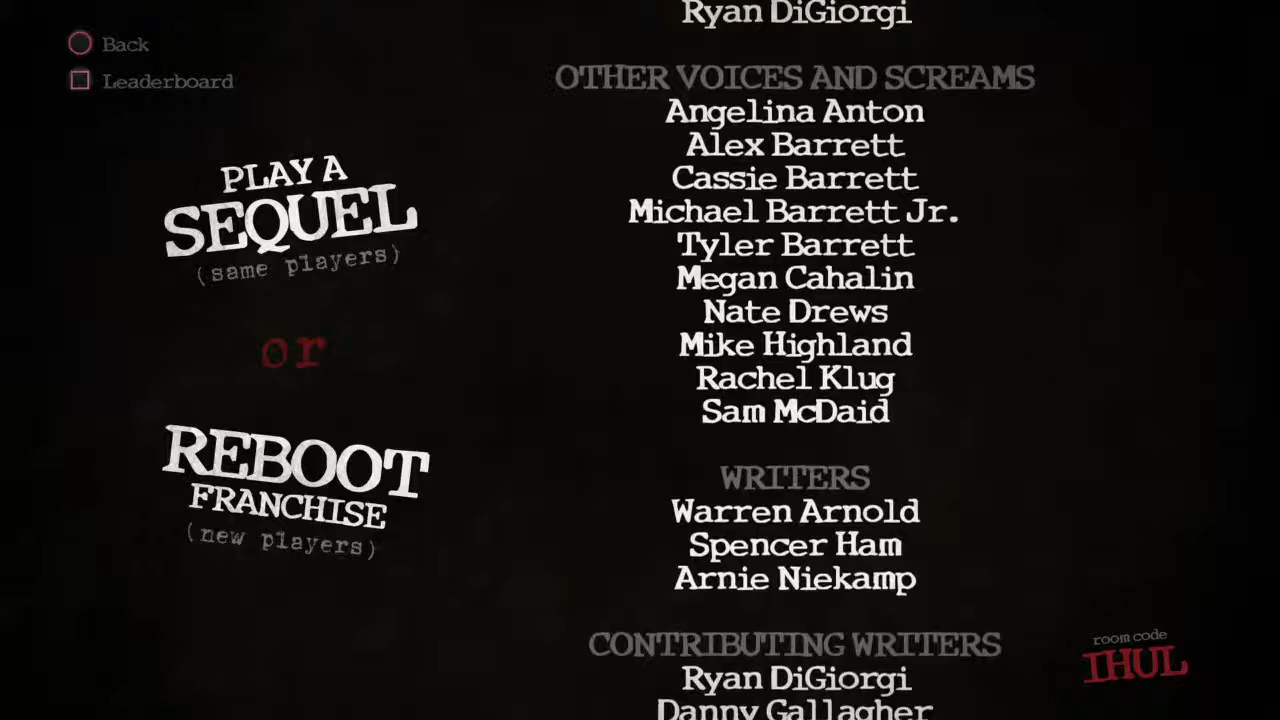 Back
Leaderboard
PLAY A
SEQUEL
(same players)
or
REBOOT
FRANCHISE
(new players)
Ryan DiGiorgi
OTHER VOICES AND SCREAMS
Angelina Anton
Alex Barrett
Cassie Barrett
Michael Barrett Jr.
Tyler Barrett
Megan Cahalin
Nate Drews
Mike Highland
Rachel Klug
Sam McDaid
WRITERS
Warren Arnold
Spencer Ham
Arnie Niekamp
CONTRIBUTING WRITERS
Ryan DiGiorgi
Danny Gallagher
room code
IHUL